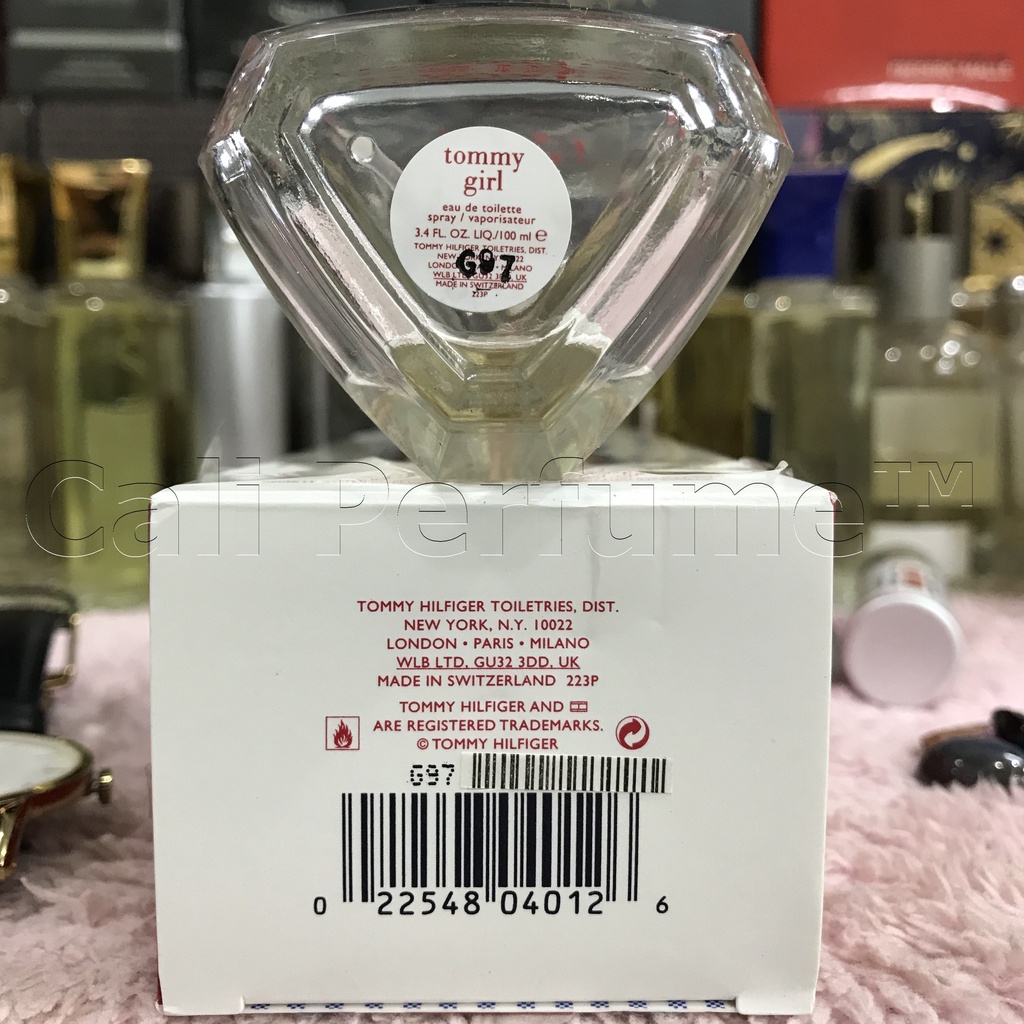 FREDERIC MALLE
tommy
girl
eau de toilette
spray / vaporisateur
3.4 FL. OZ. LIQ./100 ml ℮
TOMMY HILFIGER TOILETRIES, DIST.
G97
WLB LTD, GU32 3DD, UK
MADE IN SWITZERLAND
223P
Cali Perfume™
TOMMY HILFIGER TOILETRIES, DIST.
NEW YORK, N.Y. 10022
LONDON • PARIS • MILANO
WLB LTD, GU32 3DD, UK
MADE IN SWITZERLAND 223P
TOMMY HILFIGER AND
ARE REGISTERED TRADEMARKS.
© TOMMY HILFIGER
G97
0 22548 04012 6